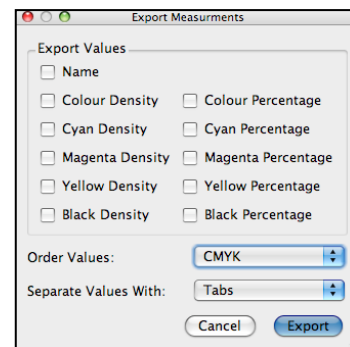 Export Measurments
Export Values
Name
Colour Density Colour Percentage
Cyan Density Cyan Percentage
Magenta Density Magenta Percentage
Yellow Density Yellow Percentage
Black Density Black Percentage
Order Values: CMYK
Separate Values With: Tabs
Cancel Export